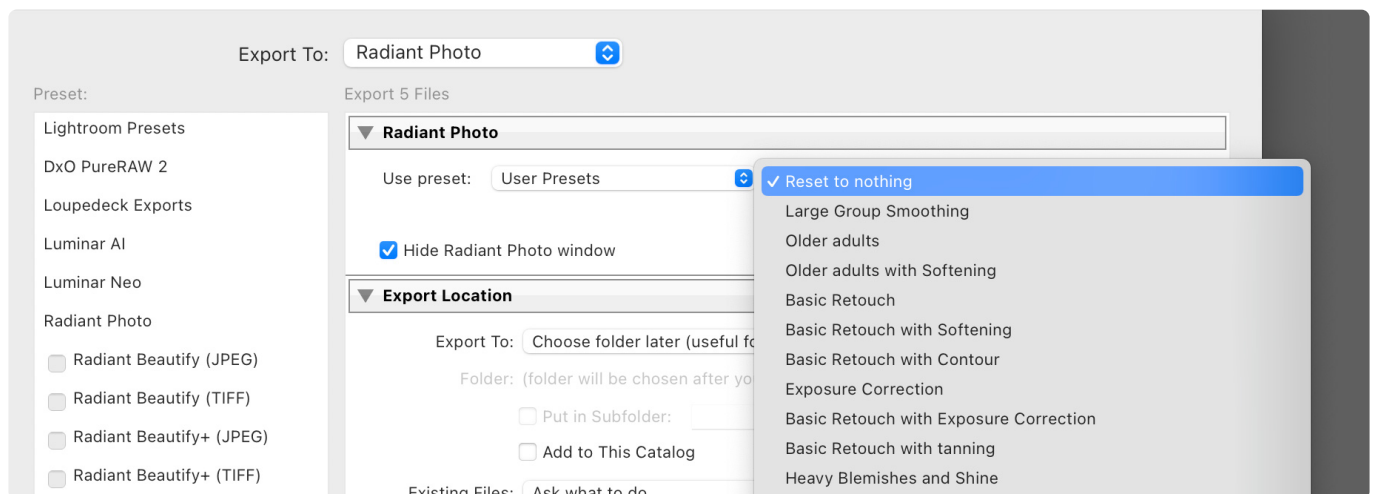 Export To: Radiant Photo
Preset:
Lightroom Presets
DxO PureRAW 2
Loupedeck Exports
Luminar AI
Luminar Neo
Radiant Photo
Radiant Beautify (JPEG)
Radiant Beautify (TIFF)
Radiant Beautify+ (JPEG)
Radiant Beautify+ (TIFF)
Export 5 Files
Radiant Photo
Use preset: User Presets
Hide Radiant Photo window
Export Location
Export To: Choose folder later (useful fo
Folder: (folder will be chosen after yo
Put in Subfolder:
Add to This Catalog
Existing Files: Ask what to do
Reset to nothing
Large Group Smoothing
Older adults
Older adults with Softening
Basic Retouch
Basic Retouch with Softening
Basic Retouch with Contour
Exposure Correction
Basic Retouch with Exposure Correction
Basic Retouch with tanning
Heavy Blemishes and Shine